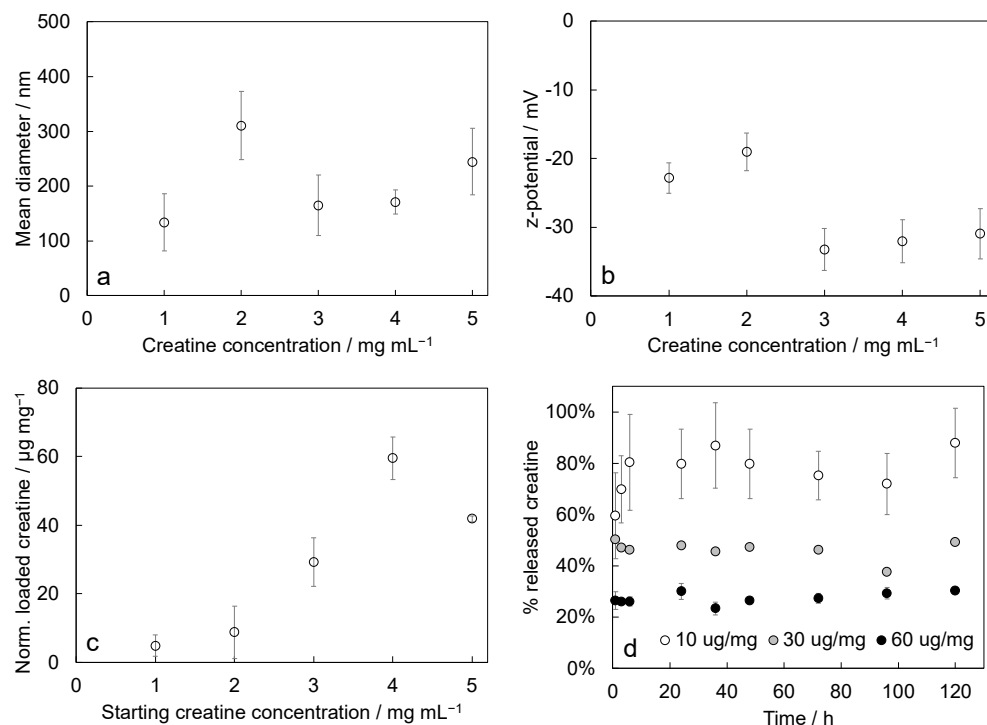 500
400
300
200
100
0
Mean diameter / nm
a
0 1 2 3 4 5
Creatine concentration / mg mL⁻¹
0
-10
-20
-30
-40
z-potential / mV
b
0 1 2 3 4 5
Creatine concentration / mg mL⁻¹
80
60
40
20
0
Norm. loaded creatine / µg mg⁻¹
c
0 1 2 3 4 5
Starting creatine concentration / mg mL⁻¹
100%
80%
60%
40%
20%
0%
% released creatine
d 10 ug/mg 30 ug/mg 60 ug/mg
0 20 40 60 80 100 120
Time / h